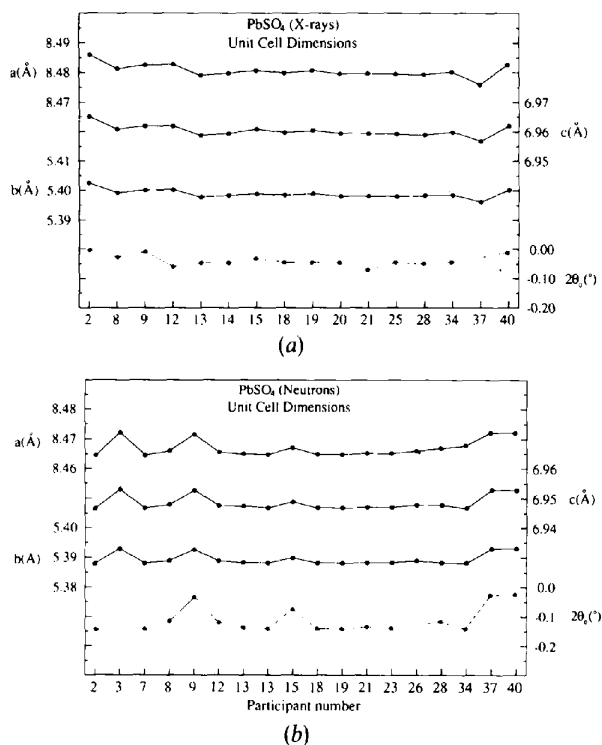 PbSO₄ (X-rays)
Unit Cell Dimensions
8.49
a(Å) 8.48
8.47
6.97
6.96 c(Å)
6.95
5.41
b(Å) 5.40
5.39
0.00
-0.10
2θ₀(°)
-0.20
2 8 9 12 13 14 15 18 19 20 21 25 28 34 37 40
(a)
PbSO₄ (Neutrons)
Unit Cell Dimensions
8.48
a(Å) 8.47
8.46
6.96
6.95 c(Å)
6.94
5.40
b(Å) 5.39
5.38
0.0
-0.1 2θ₀(°)
-0.2
2 3 7 8 9 12 13 13 15 18 19 21 23 26 28 34 37 40
Participant number
(b)